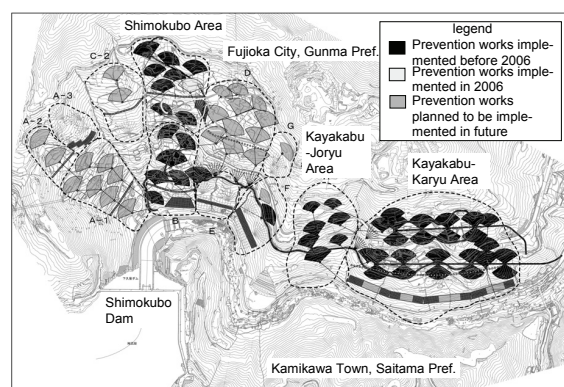 Shimokubo Area
Fujioka City, Gunma Pref.
legend
Prevention works imple-
mented before 2006
Prevention works implemented
in 2006
Prevention works
planned to be imple-
mented in future
C-2
D
A-3
A-2
G
Kayakabu
-Joryu
Area
Kayakabu-
Karyu Area
F
A-1
B
E
Shimokubo
Dam
Kamikawa Town, Saitama Pref.